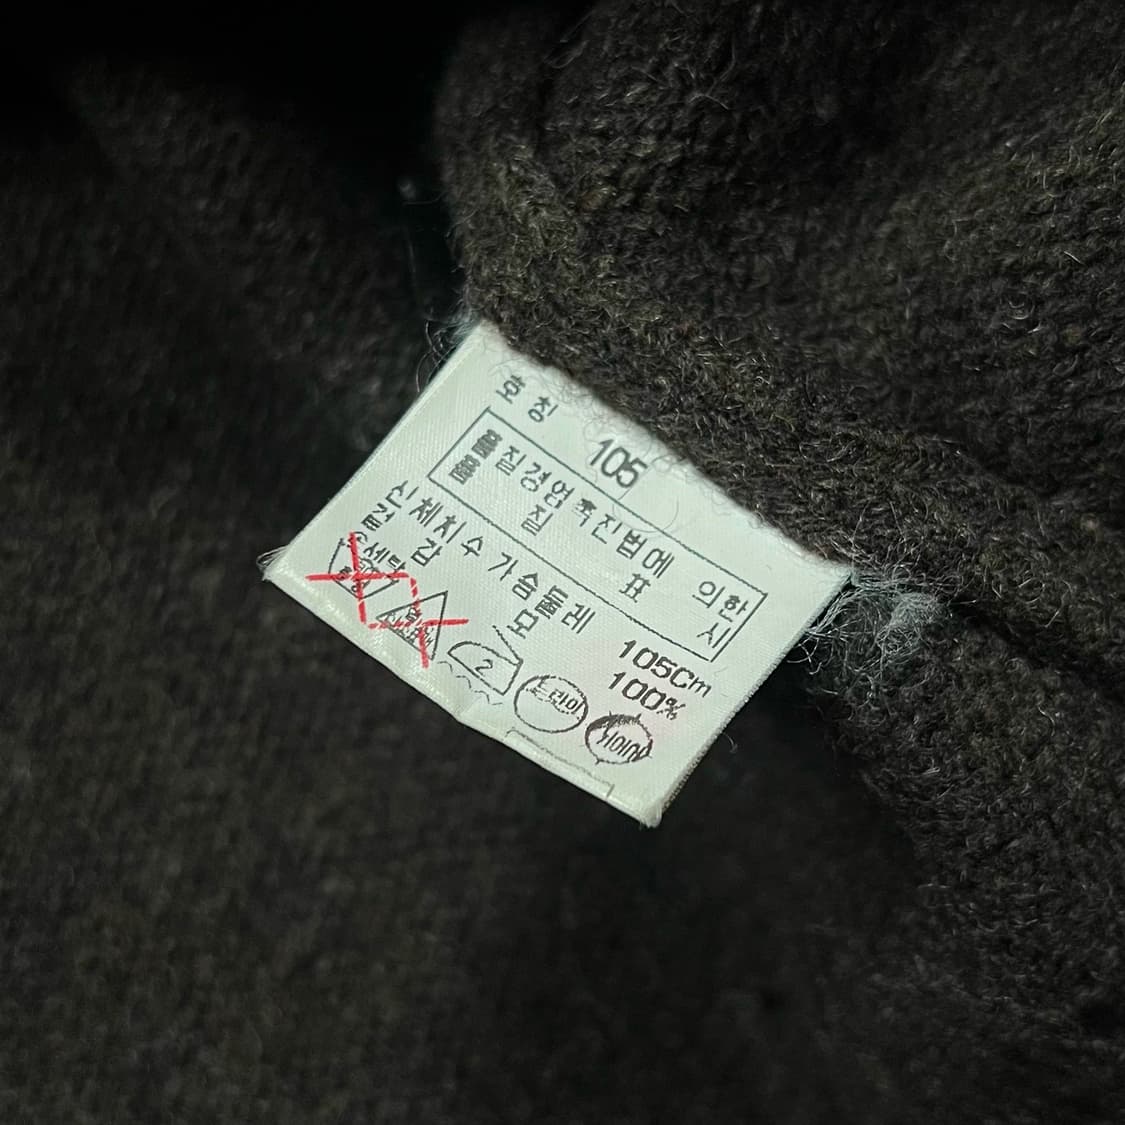 호칭 105
품질경영촉진법에 의한
품질표시
신체치수 가슴둘레 105Cm
겉감 모 100%
2
드라이